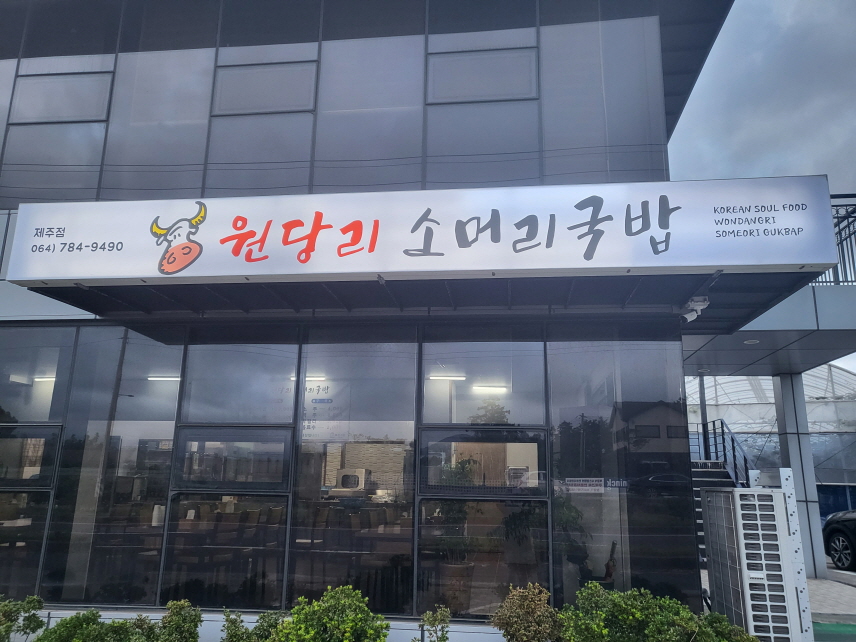 제주점
064) 784-9490
원당리 소머리국밥
KOREAN SOUL FOOD
WONDANGRI
SOMEORI GUKBAP